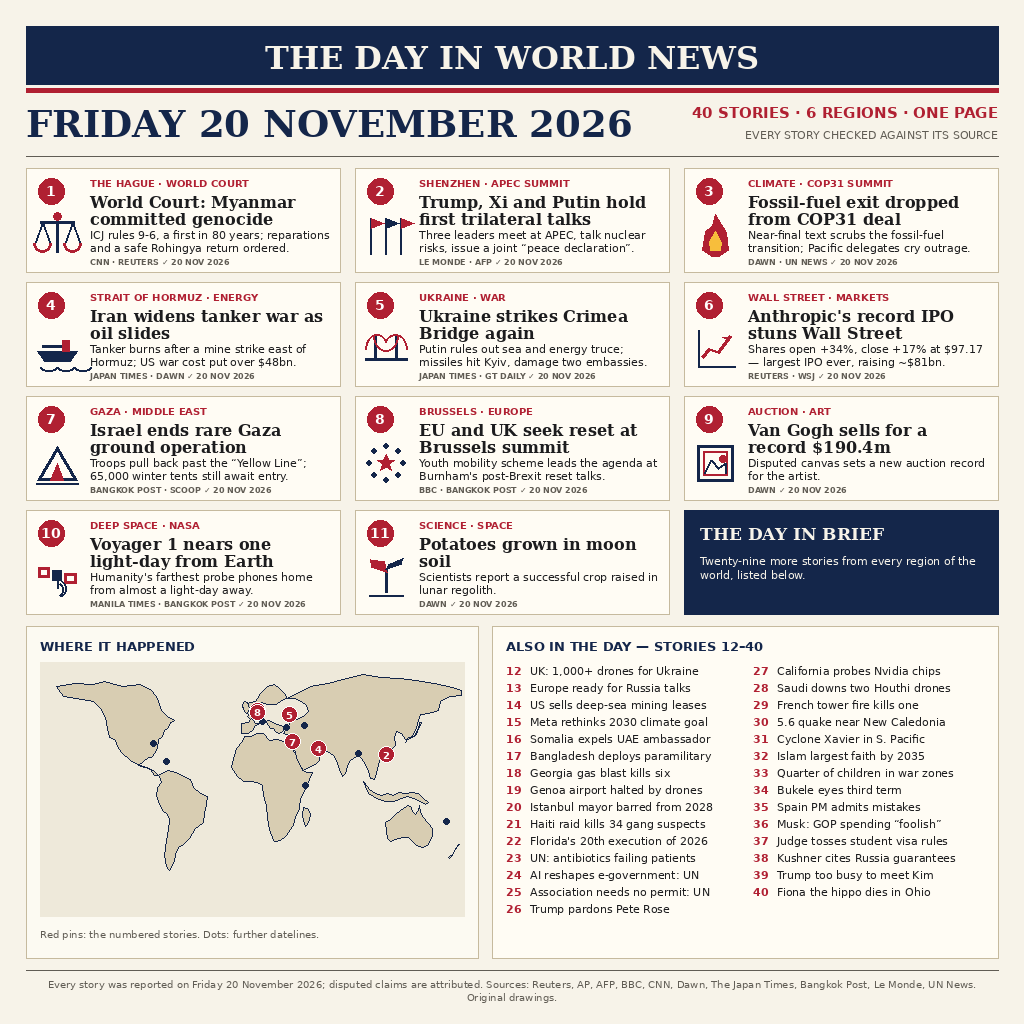 THE DAY IN WORLD NEWS
FRIDAY 20 NOVEMBER 2026
40 STORIES · 6 REGIONS · ONE PAGE
EVERY STORY CHECKED AGAINST ITS SOURCE
1
THE HAGUE · WORLD COURT
World Court: Myanmar
committed genocide
ICJ rules 9-6, a first in 80 years; reparations
and a safe Rohingya return ordered.
CNN · REUTERS ✓ 20 NOV 2026
2
SHENZHEN · APEC SUMMIT
Trump, Xi and Putin hold
first trilateral talks
Three leaders meet at APEC, talk nuclear
risks, issue a joint “peace declaration”.
LE MONDE · AFP ✓ 20 NOV 2026
3
CLIMATE · COP31 SUMMIT
Fossil-fuel exit dropped
from COP31 deal
Near-final text scrubs the fossil-fuel
transition; Pacific delegates cry outrage.
DAWN · UN NEWS ✓ 20 NOV 2026
4
STRAIT OF HORMUZ · ENERGY
Iran widens tanker war as
oil slides
Tanker burns after a mine strike east of
Hormuz; US war cost put over $48bn.
JAPAN TIMES · DAWN ✓ 20 NOV 2026
5
UKRAINE · WAR
Ukraine strikes Crimea
Bridge again
Putin rules out sea and energy truce;
missiles hit Kyiv, damage two embassies.
JAPAN TIMES · GT DAILY ✓ 20 NOV 2026
6
WALL STREET · MARKETS
Anthropic's record IPO
stuns Wall Street
Shares open +34%, close +17% at $97.17
— largest IPO ever, raising ~$81bn.
REUTERS · WSJ ✓ 20 NOV 2026
7
GAZA · MIDDLE EAST
Israel ends rare Gaza
ground operation
Troops pull back past the “Yellow Line”;
65,000 winter tents still await entry.
BANGKOK POST · SCOOP ✓ 20 NOV 2026
8
BRUSSELS · EUROPE
EU and UK seek reset at
Brussels summit
Youth mobility scheme leads the agenda at
Burnham's post-Brexit reset talks.
BBC · BANGKOK POST ✓ 20 NOV 2026
9
AUCTION · ART
Van Gogh sells for a
record $190.4m
Disputed canvas sets a new auction record
for the artist.
DAWN ✓ 20 NOV 2026
10
DEEP SPACE · NASA
Voyager 1 nears one
light-day from Earth
Humanity's farthest probe phones home
from almost a light-day away.
MANILA TIMES · BANGKOK POST ✓ 20 NOV 2026
11
SCIENCE · SPACE
Potatoes grown in moon
soil
Scientists report a successful crop raised in
lunar regolith.
DAWN ✓ 20 NOV 2026
THE DAY IN BRIEF
Twenty-nine more stories from every region of the
world, listed below.
WHERE IT HAPPENED
8
5
7
4
2
Red pins: the numbered stories. Dots: further datelines.
ALSO IN THE DAY — STORIES 12–40
12 UK: 1,000+ drones for Ukraine
13 Europe ready for Russia talks
14 US sells deep-sea mining leases
15 Meta rethinks 2030 climate goal
16 Somalia expels UAE ambassador
17 Bangladesh deploys paramilitary
18 Georgia gas blast kills six
19 Genoa airport halted by drones
20 Istanbul mayor barred from 2028
21 Haiti raid kills 34 gang suspects
22 Florida's 20th execution of 2026
23 UN: antibiotics failing patients
24 AI reshapes e-government: UN
25 Association needs no permit: UN
26 Trump pardons Pete Rose
27 California probes Nvidia chips
28 Saudi downs two Houthi drones
29 French tower fire kills one
30 5.6 quake near New Caledonia
31 Cyclone Xavier in S. Pacific
32 Islam largest faith by 2035
33 Quarter of children in war zones
34 Bukele eyes third term
35 Spain PM admits mistakes
36 Musk: GOP spending “foolish”
37 Judge tosses student visa rules
38 Kushner cites Russia guarantees
39 Trump too busy to meet Kim
40 Fiona the hippo dies in Ohio
Every story was reported on Friday 20 November 2026; disputed claims are attributed. Sources: Reuters, AP, AFP, BBC, CNN, Dawn, The Japan Times, Bangkok Post, Le Monde, UN News.
Original drawings.